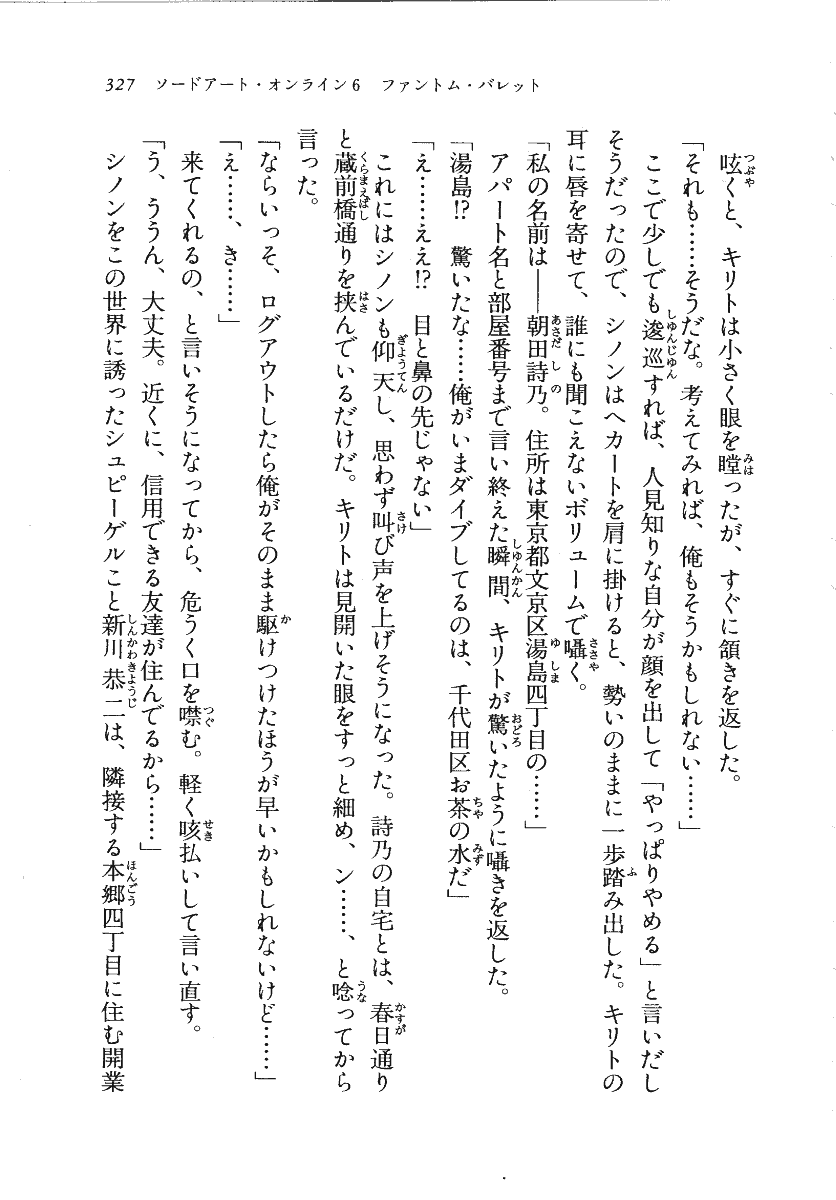 327　ソードアート・オンライン6　ファントム・バレット
　呟くと、キリトは小さく眼を瞠ったが、すぐに頷きを返した。
「それも……そうだな。考えてみれば、俺もそうかもしれない……」
　ここで少しでも逡巡すれば、人見知りな自分が顔を出して「やっぱりやめる」と言いだし
そうだったので、シノンはヘカートを肩に掛けると、勢いのままに一歩踏み出した。キリトの
耳に唇を寄せて、誰にも聞こえないボリュームで囁く。
「私の名前は――朝田詩乃。住所は東京都文京区湯島四丁目の……」
　アパート名と部屋番号まで言い終えた瞬間、キリトが驚いたように囁きを返した。
「湯島!?　驚いたな……俺がいまダイブしてるのは、千代田区お茶の水だ」
「え……ええ!?　目と鼻の先じゃない」
　これにはシノンも仰天し、思わず叫び声を上げそうになった。詩乃の自宅とは、春日通り
と蔵前橋通りを挟んでいるだけだ。キリトは見開いた眼をすっと細め、ン……、と唸ってから
言った。
「ならいっそ、ログアウトしたら俺がそのまま駆けつけたほうが早いかもしれないけど……」
「え……、き……」
　来てくれるの、と言いそうになってから、危うく口を噤む。軽く咳払いして言い直す。
「う、ううん、大丈夫。近くに、信用できる友達が住んでるから……」
　シノンをこの世界に誘ったシュピーゲルこと新川恭二は、隣接する本郷四丁目に住む開業